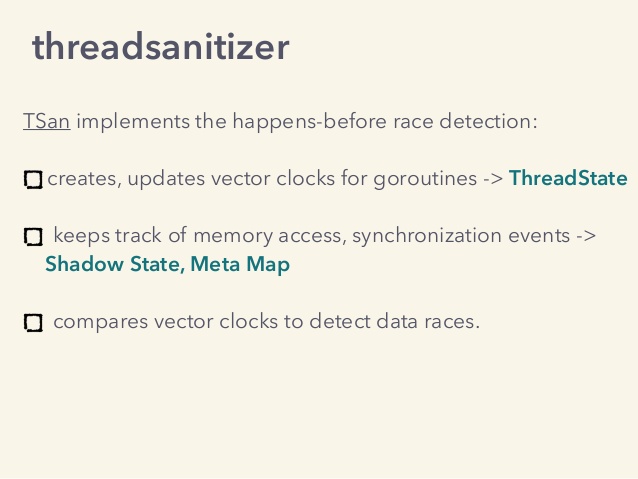 threadsanitizer
TSan implements the happens-before race detection:
creates, updates vector clocks for goroutines -> ThreadState
keeps track of memory access, synchronization events ->
Shadow State, Meta Map
compares vector clocks to detect data races.